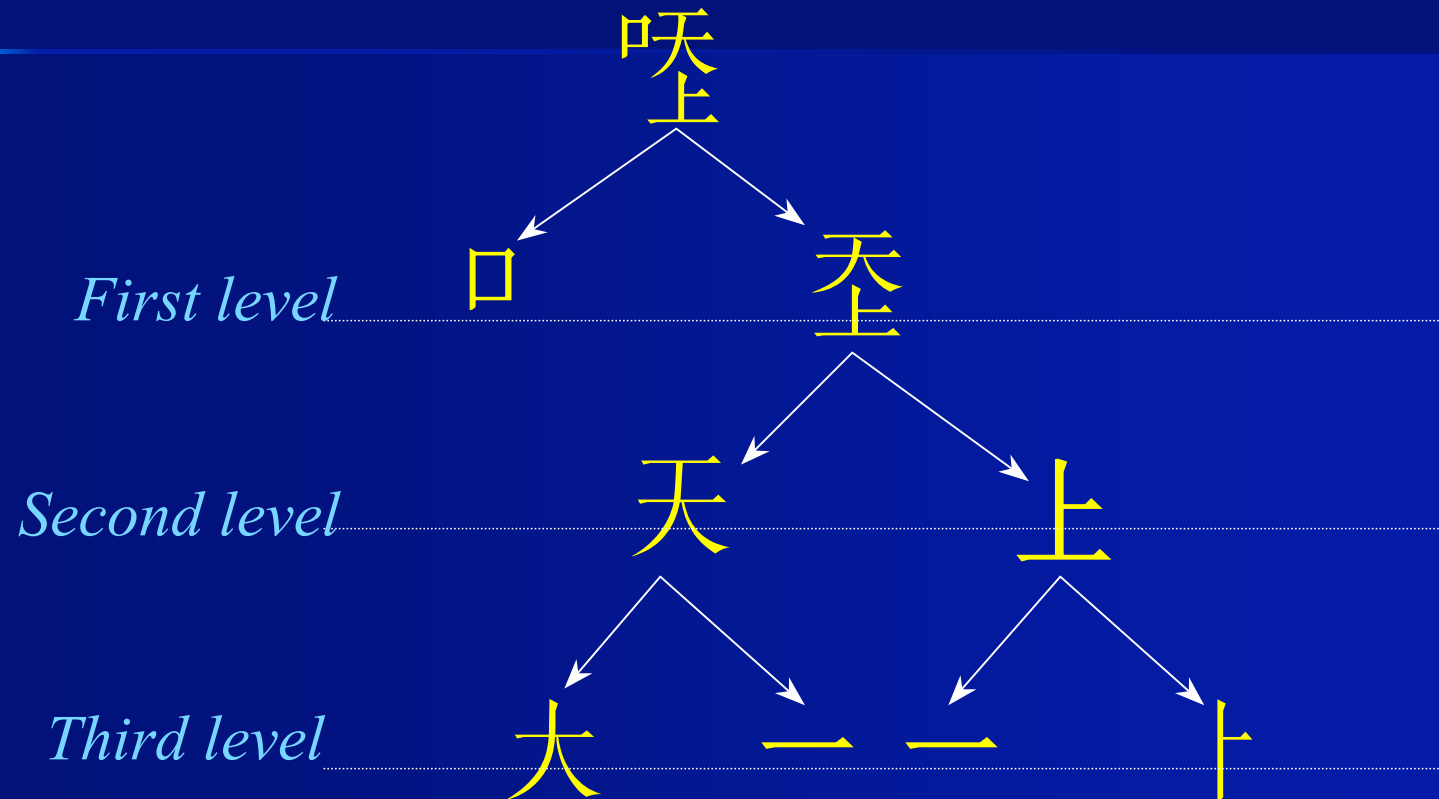 First level 口
Second level 天 上
Third level 大 一 一 卜